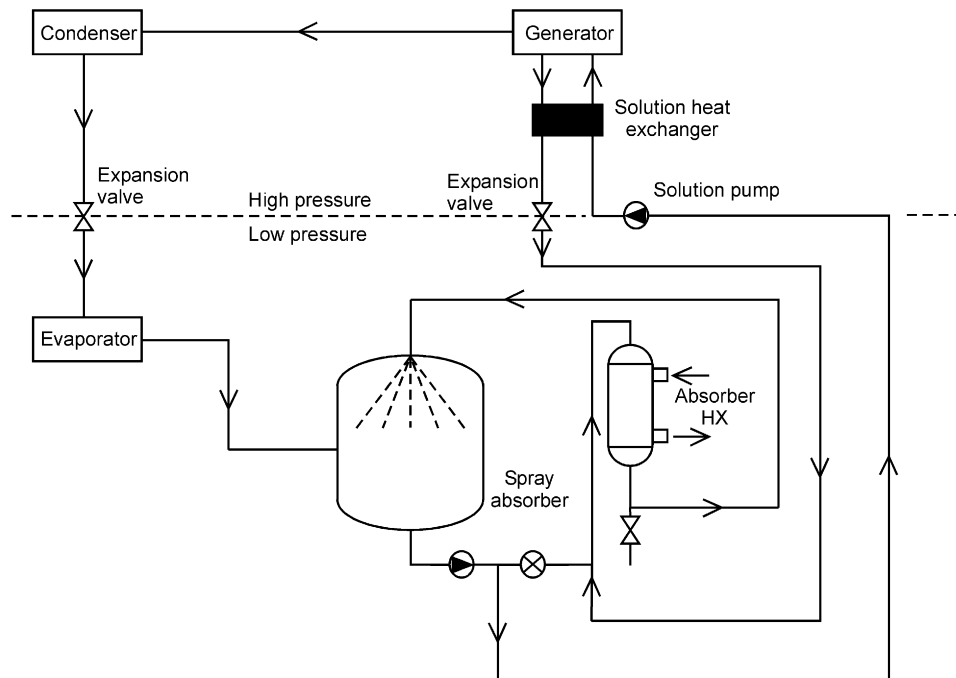 Condenser
Generator
Solution heat
exchanger
Expansion
valve
High pressure
Low pressure
Expansion
valve
Solution pump
Evaporator
Absorber
HX
Spray
absorber